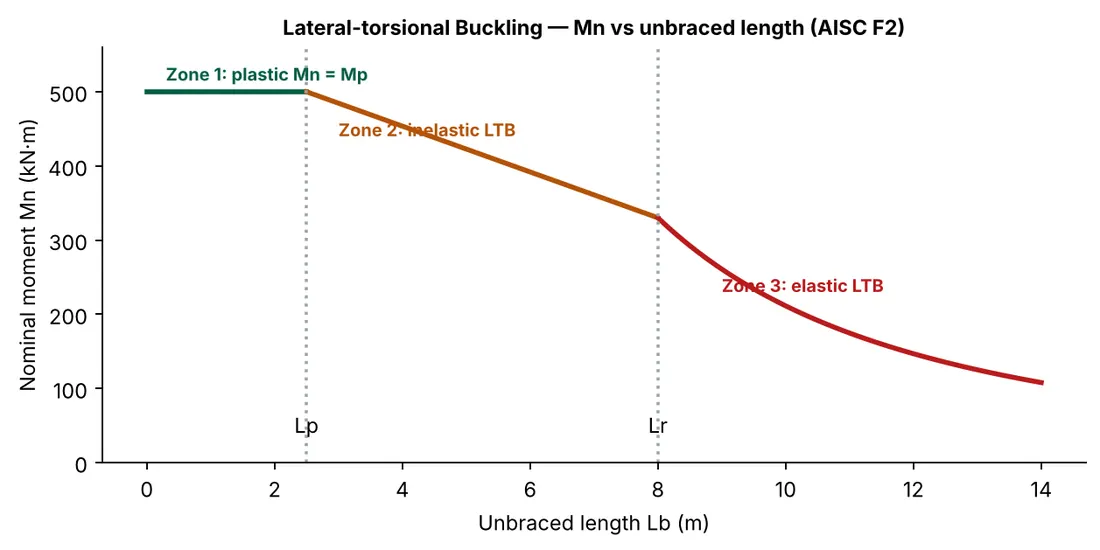 Lateral-torsional Buckling — Mn vs unbraced length (AISC F2)
Zone 1: plastic Mn = Mp
Zone 2: inelastic LTB
Zone 3: elastic LTB
Lp
Lr
Nominal moment Mn (kN·m)
500
400
300
200
100
0
0 2 4 6 8 10 12 14
Unbraced length Lb (m)